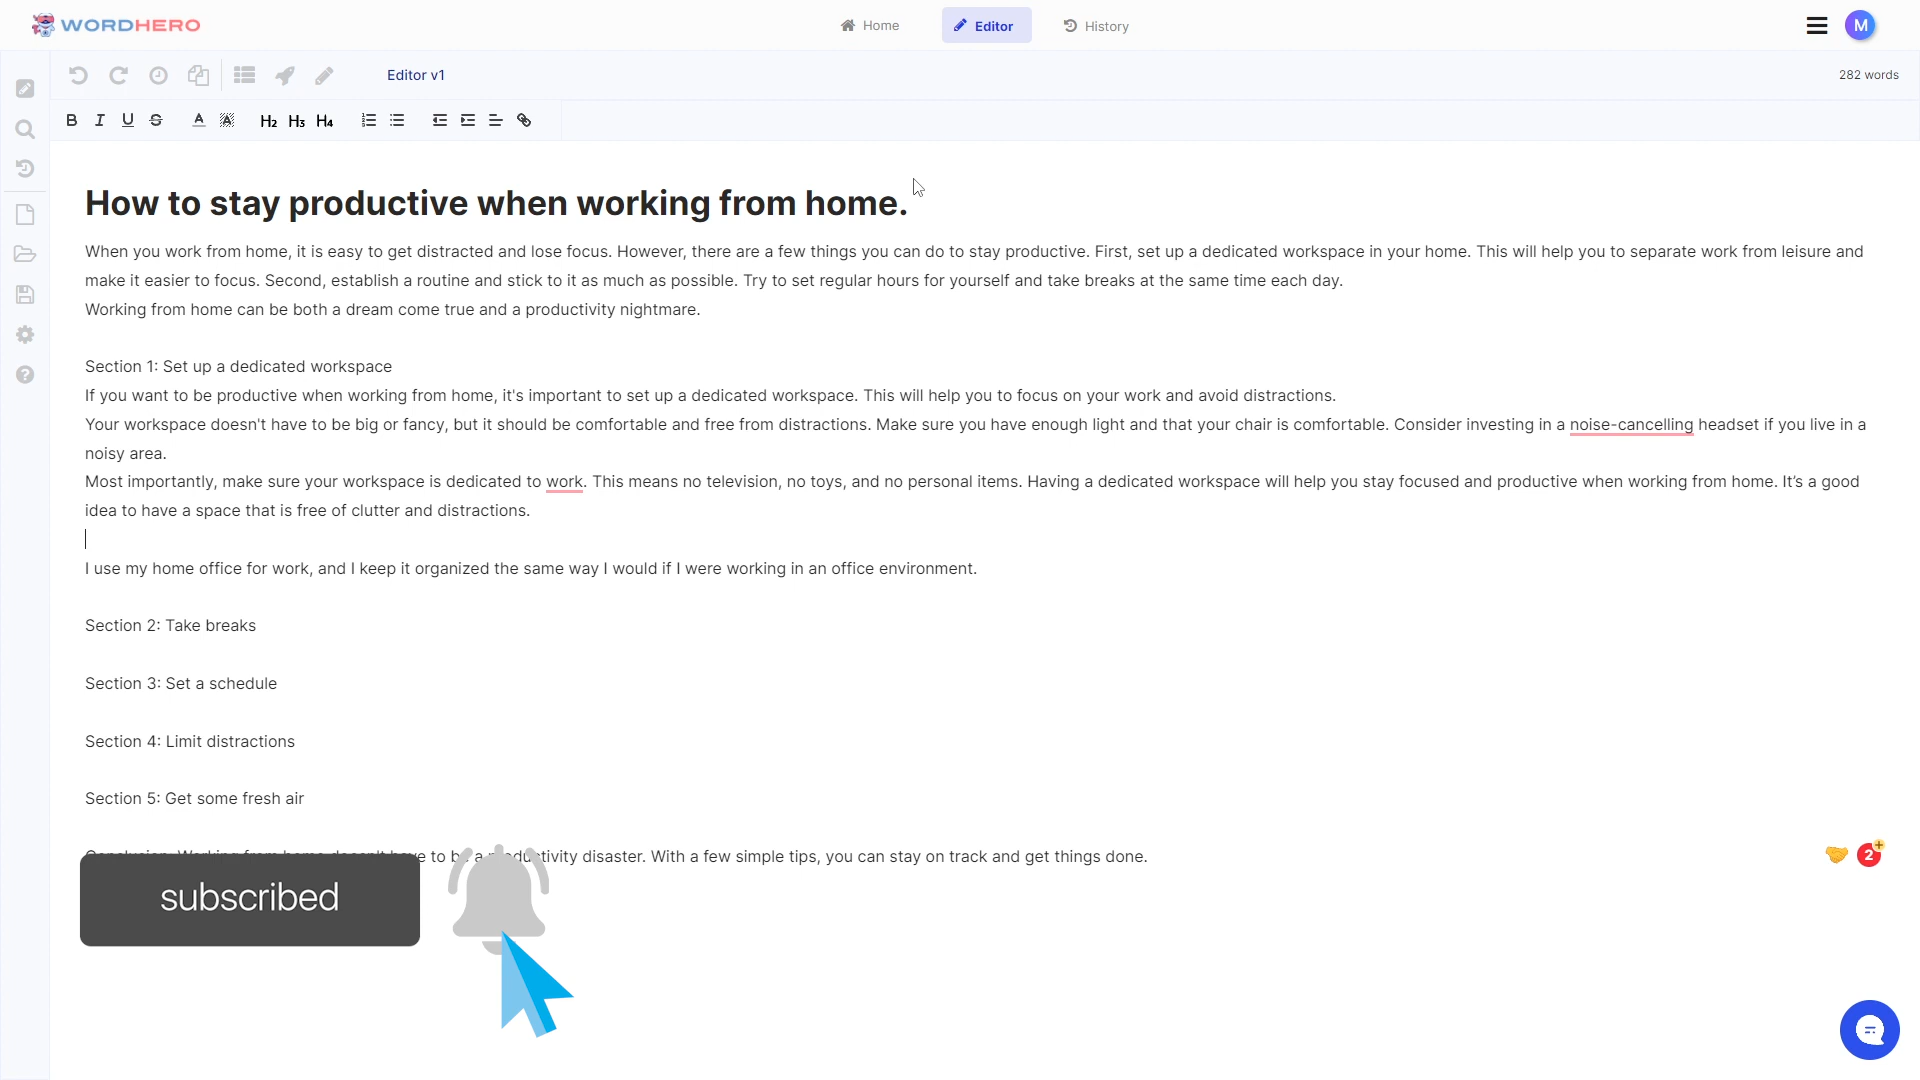 WORDHERO
Home
Editor
History
M
Editor v1
282 words
B I U S A A H2 H3 H4
How to stay productive when working from home.
When you work from home, it is easy to get distracted and lose focus. However, there are a few things you can do to stay productive. First, set up a dedicated workspace in your home. This will help you to separate work from leisure and
make it easier to focus. Second, establish a routine and stick to it as much as possible. Try to set regular hours for yourself and take breaks at the same time each day.
Working from home can be both a dream come true and a productivity nightmare.
Section 1: Set up a dedicated workspace
If you want to be productive when working from home, it's important to set up a dedicated workspace. This will help you to focus on your work and avoid distractions.
Your workspace doesn't have to be big or fancy, but it should be comfortable and free from distractions. Make sure you have enough light and that your chair is comfortable. Consider investing in a noise-cancelling headset if you live in a
noisy area.
Most importantly, make sure your workspace is dedicated to work. This means no television, no toys, and no personal items. Having a dedicated workspace will help you stay focused and productive when working from home. It’s a good
idea to have a space that is free of clutter and distractions.
I use my home office for work, and I keep it organized the same way I would if I were working in an office environment.
Section 2: Take breaks
Section 3: Set a schedule
Section 4: Limit distractions
Section 5: Get some fresh air
to be a disaster. With a few simple tips, you can stay on track and get things done.
2
subscribed